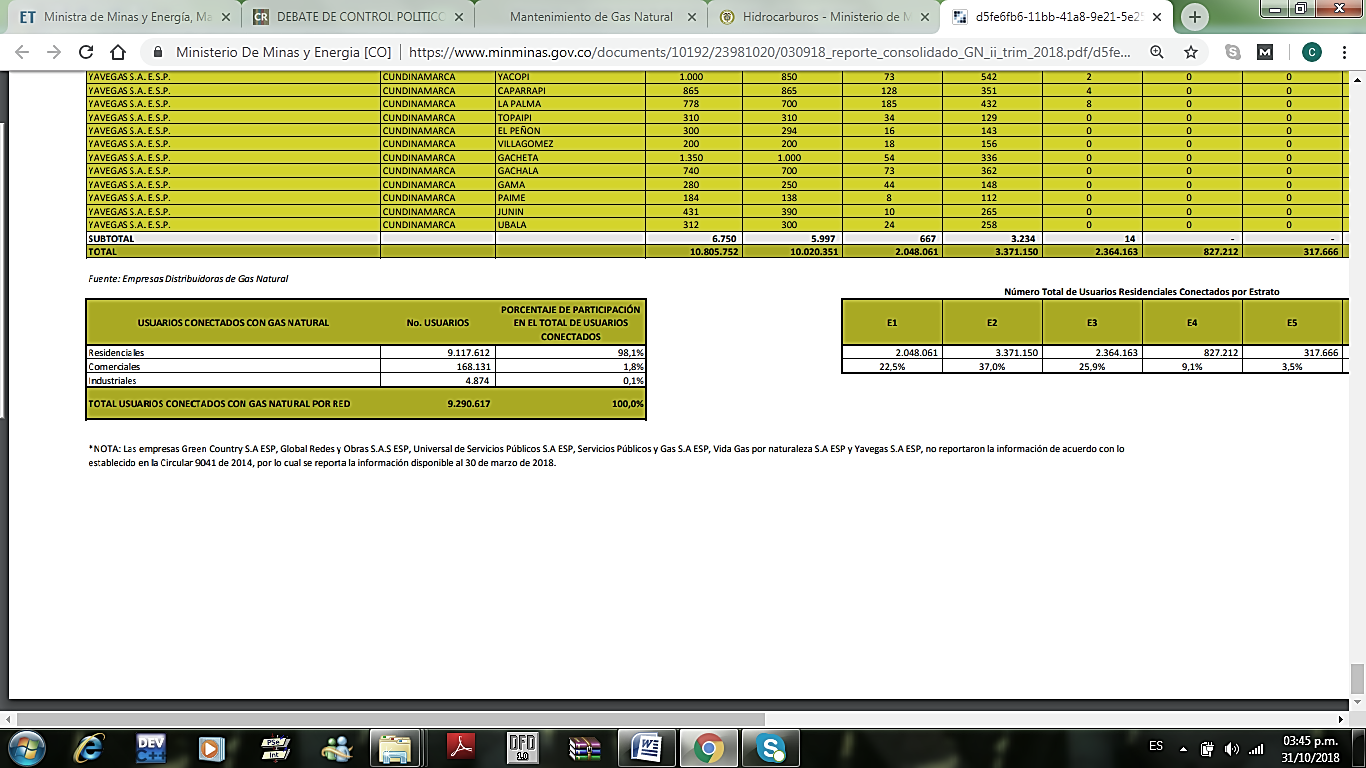 Ministra de Minas y Energía, Ma
DEBATE DE CONTROL POLITICO
Mantenimiento de Gas Natural
Hidrocarburos - Ministerio de M
d5fe6fb6-11bb-41a8-9e21-5e25
Ministerio De Minas y Energia [CO] | https://www.minminas.gov.co/documents/10192/23981020/030918_reporte_consolidado_GN_ii_trim_2018.pdf/d5fe...
YAVEGAS S.A. E.S.P. CUNDINAMARCA YACOPI 1.000 850 73 542 2 0 0
YAVEGAS S.A. E.S.P. CUNDINAMARCA CAPARRAPI 865 865 128 351 4 0 0
YAVEGAS S.A. E.S.P. CUNDINAMARCA LA PALMA 778 700 185 432 8 0 0
YAVEGAS S.A. E.S.P. CUNDINAMARCA TOPAIPI 310 310 34 129 0 0 0
YAVEGAS S.A. E.S.P. CUNDINAMARCA EL PEÑON 300 294 16 143 0 0 0
YAVEGAS S.A. E.S.P. CUNDINAMARCA VILLAGOMEZ 200 200 18 156 0 0 0
YAVEGAS S.A. E.S.P. CUNDINAMARCA GACHETA 1.350 1.000 54 336 0 0 0
YAVEGAS S.A. E.S.P. CUNDINAMARCA GACHALA 740 700 73 362 0 0 0
YAVEGAS S.A. E.S.P. CUNDINAMARCA GAMA 280 250 44 148 0 0 0
YAVEGAS S.A. E.S.P. CUNDINAMARCA PAIME 184 138 8 112 0 0 0
YAVEGAS S.A. E.S.P. CUNDINAMARCA JUNIN 431 390 10 265 0 0 0
YAVEGAS S.A. E.S.P. CUNDINAMARCA UBALA 312 300 24 258 0 0 0
SUBTOTAL 6.750 5.997 667 3.234 14 - -
TOTAL 10.805.752 10.020.351 2.048.061 3.371.150 2.364.163 827.212 317.666
Fuente: Empresas Distribuidoras de Gas Natural
Número Total de Usuarios Residenciales Conectados por Estrato
USUARIOS CONECTADOS CON GAS NATURAL No. USUARIOS PORCENTAJE DE PARTICIPACIÓN
EN EL TOTAL DE USUARIOS
CONECTADOS
Residenciales 9.117.612 98,1%
Comerciales 168.131 1,8%
Industriales 4.874 0,1%
TOTAL USUARIOS CONECTADOS CON GAS NATURAL POR RED 9.290.617 100,0%
E1 E2 E3 E4 E5
2.048.061 3.371.150 2.364.163 827.212 317.666
22,5% 37,0% 25,9% 9,1% 3,5%
*NOTA: Las empresas Green Country S.A ESP, Global Redes y Obras S.A.S ESP, Universal de Servicios Públicos S.A ESP, Servicios Públicos y Gas S.A ESP, Vida Gas por naturaleza S.A ESP y Yavegas S.A ESP, no reportaron la información de acuerdo con lo
establecido en la Circular 9041 de 2014, por lo cual se reporta la información disponible al 30 de marzo de 2018.
ES
03:45 p.m.
31/10/2018